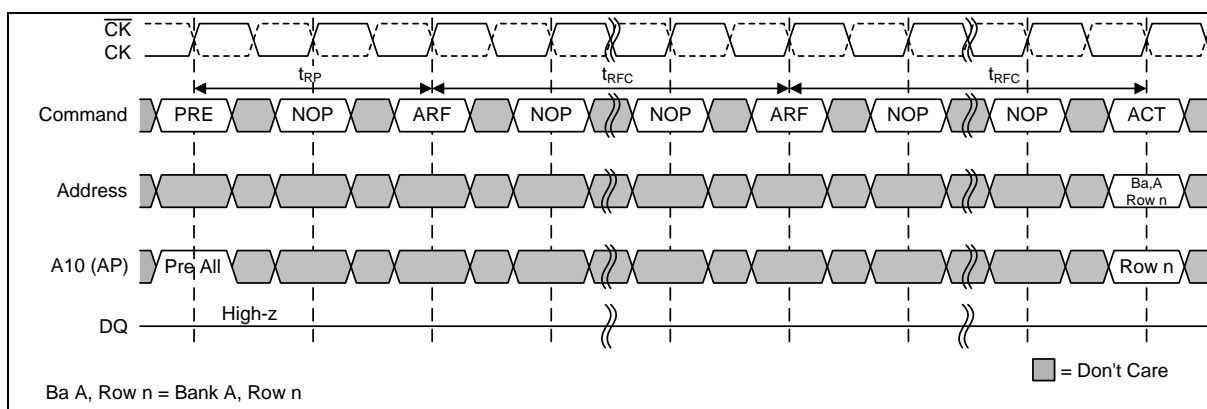 CK
CK
tRP tRFC tRFC
Command PRE NOP ARF NOP NOP ARF NOP NOP ACT
Address Ba,A
Row n
A10 (AP) Pre All Row n
High-z
DQ
= Don't Care
Ba A, Row n = Bank A, Row n